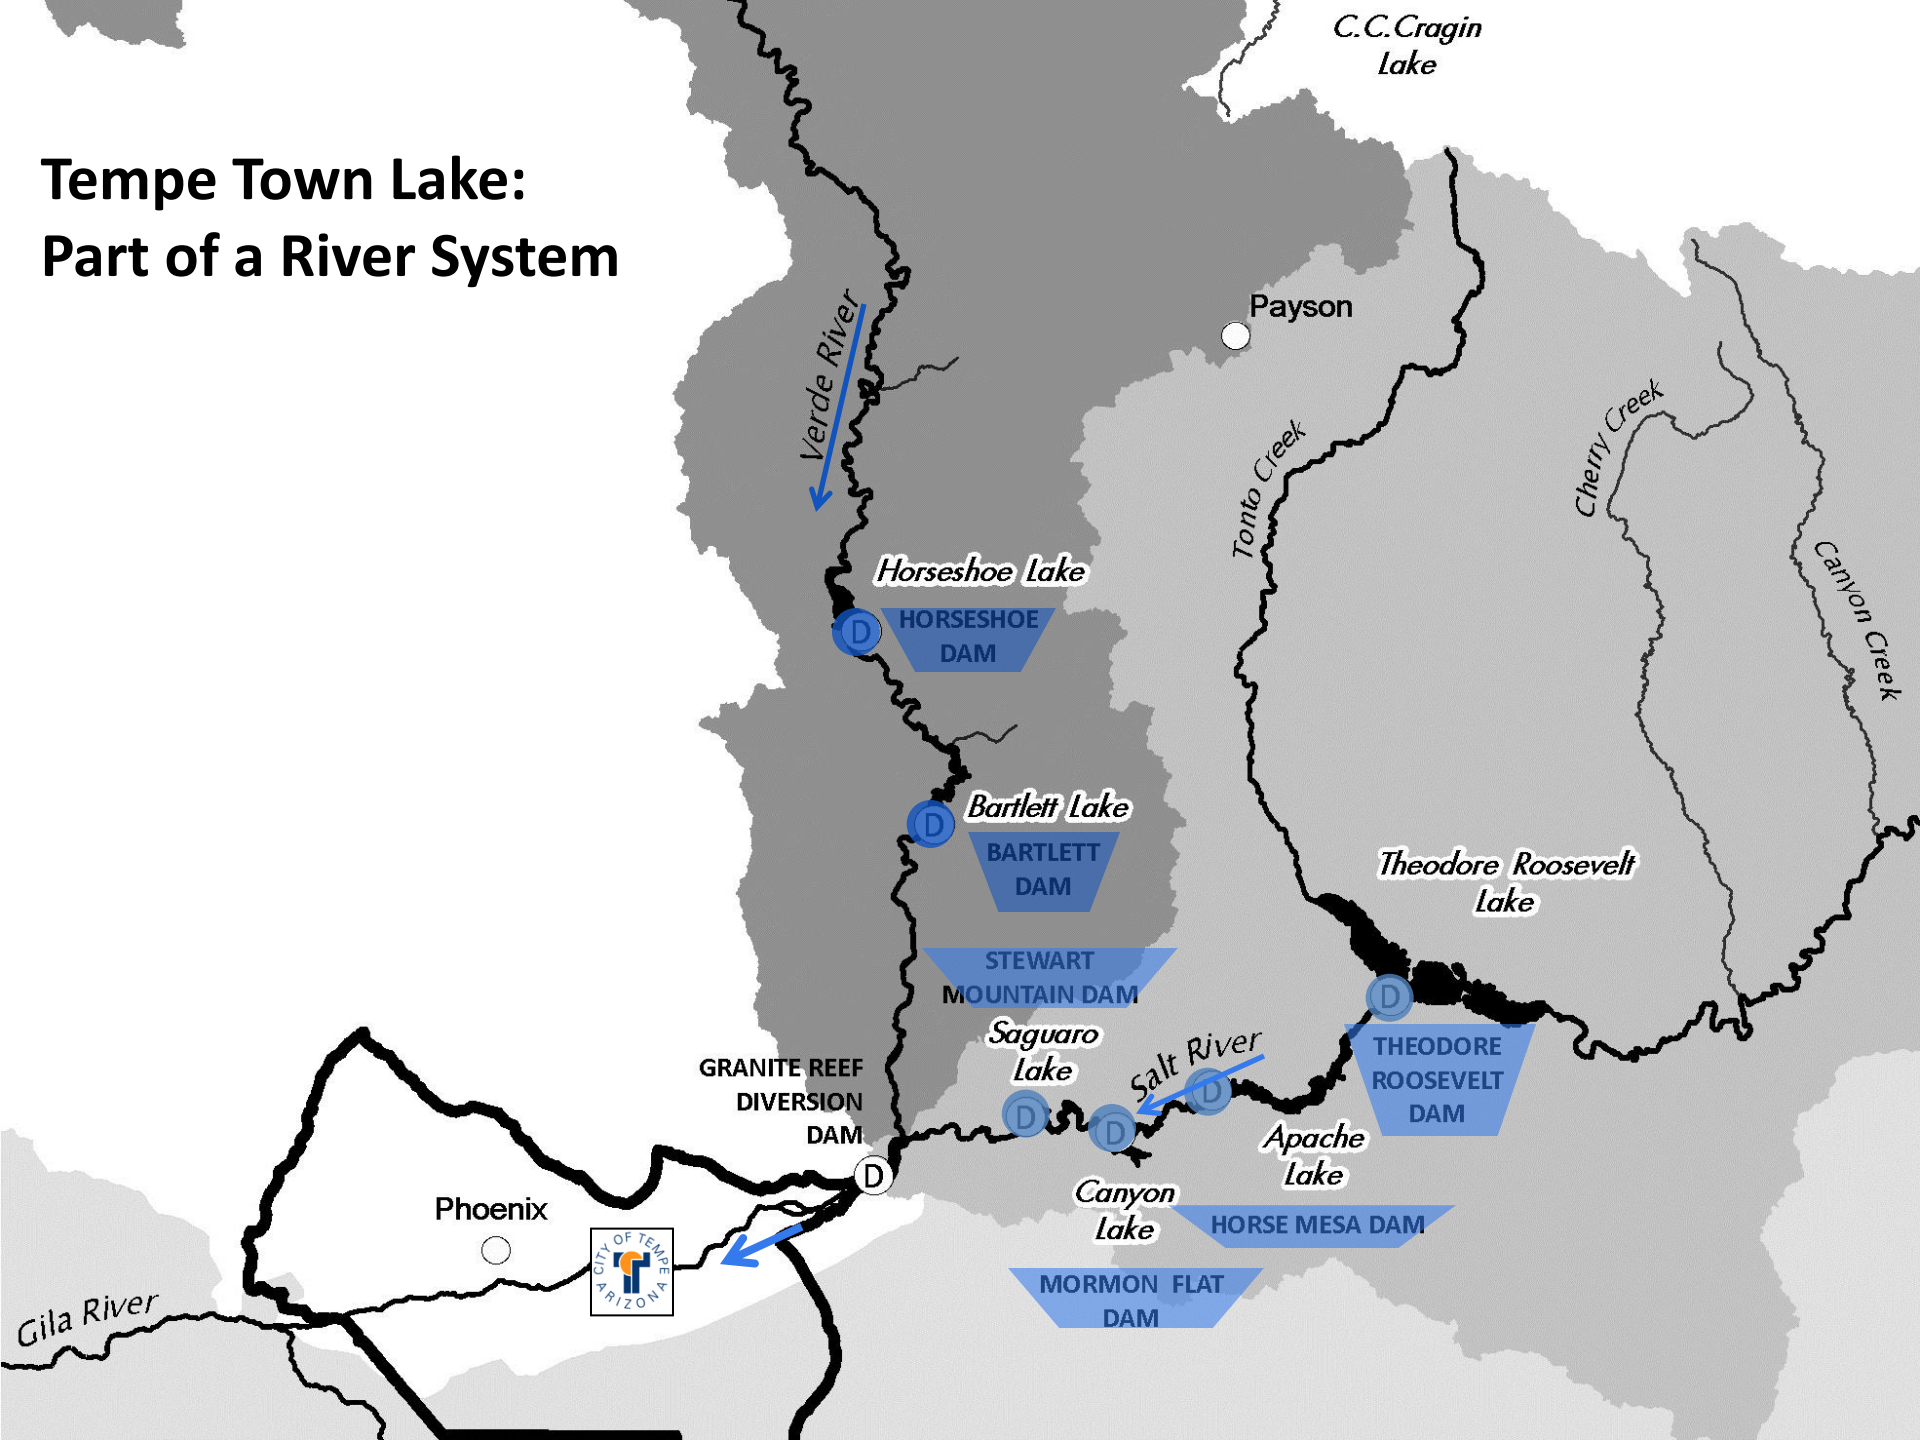 C.C.Cragin
Lake
Tempe Town Lake:
Part of a River System
Payson
Verde River
Cherry Creek
Tonto Creek
Canyon Creek
Horseshoe Lake
D
HORSESHOE
DAM
Bartlett Lake
D
BARTLETT
DAM
Theodore Roosevelt
Lake
STEWART
MOUNTAIN DAM
D
Saguaro
Lake
Salt River
THEODORE
ROOSEVELT
DAM
GRANITE REEF
DIVERSION
DAM
D
D
D
D
Apache
Lake
Canyon
Lake
HORSE MESA DAM
Phoenix
CITY OF TEMPE
ARIZONA
MORMON FLAT
DAM
Gila River